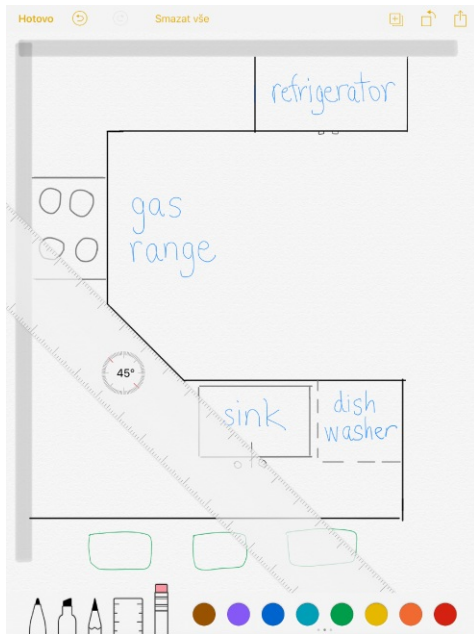 Hotovo Smazat vše
refrigerator
gas
range
45°
sink
dish
washer